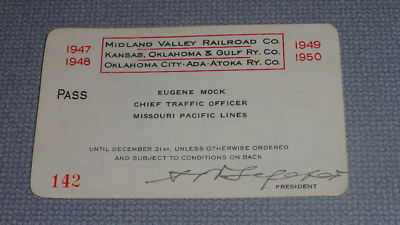 1947 MIDLAND VALLEY RAILROAD CO. 1949
KANSAS, OKLAHOMA & GULF RY. CO.
1948 OKLAHOMA CITY-ADA-ATOKA RY. CO. 1950
PASS
EUGENE MOCK
CHIEF TRAFFIC OFFICER
MISSOURI PACIFIC LINES
UNTIL DECEMBER 31ST, UNLESS OTHERWISE ORDERED
AND SUBJECT TO CONDITIONS ON BACK
142
PRESIDENT